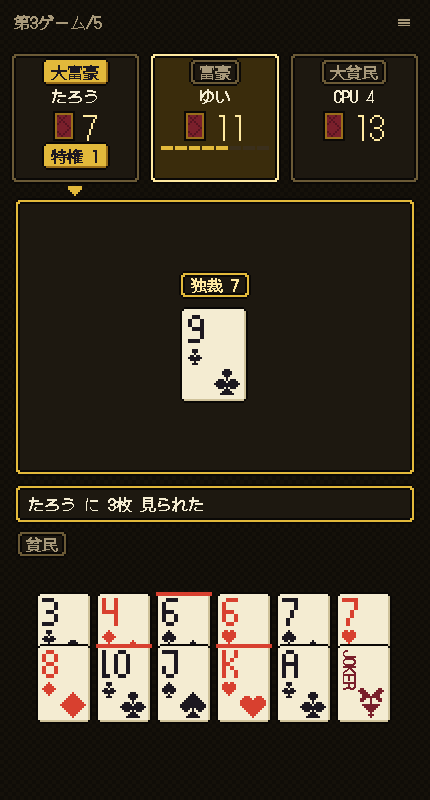 第3ゲーム/5
≡
大富豪
たろう
7
特権 1
富豪
ゆい
11
大貧民
CPU 4
13
独裁 7
9
たろう に 3枚 見られた
貧民
3 4 6 6 7 7
8 10 J K A JOKER